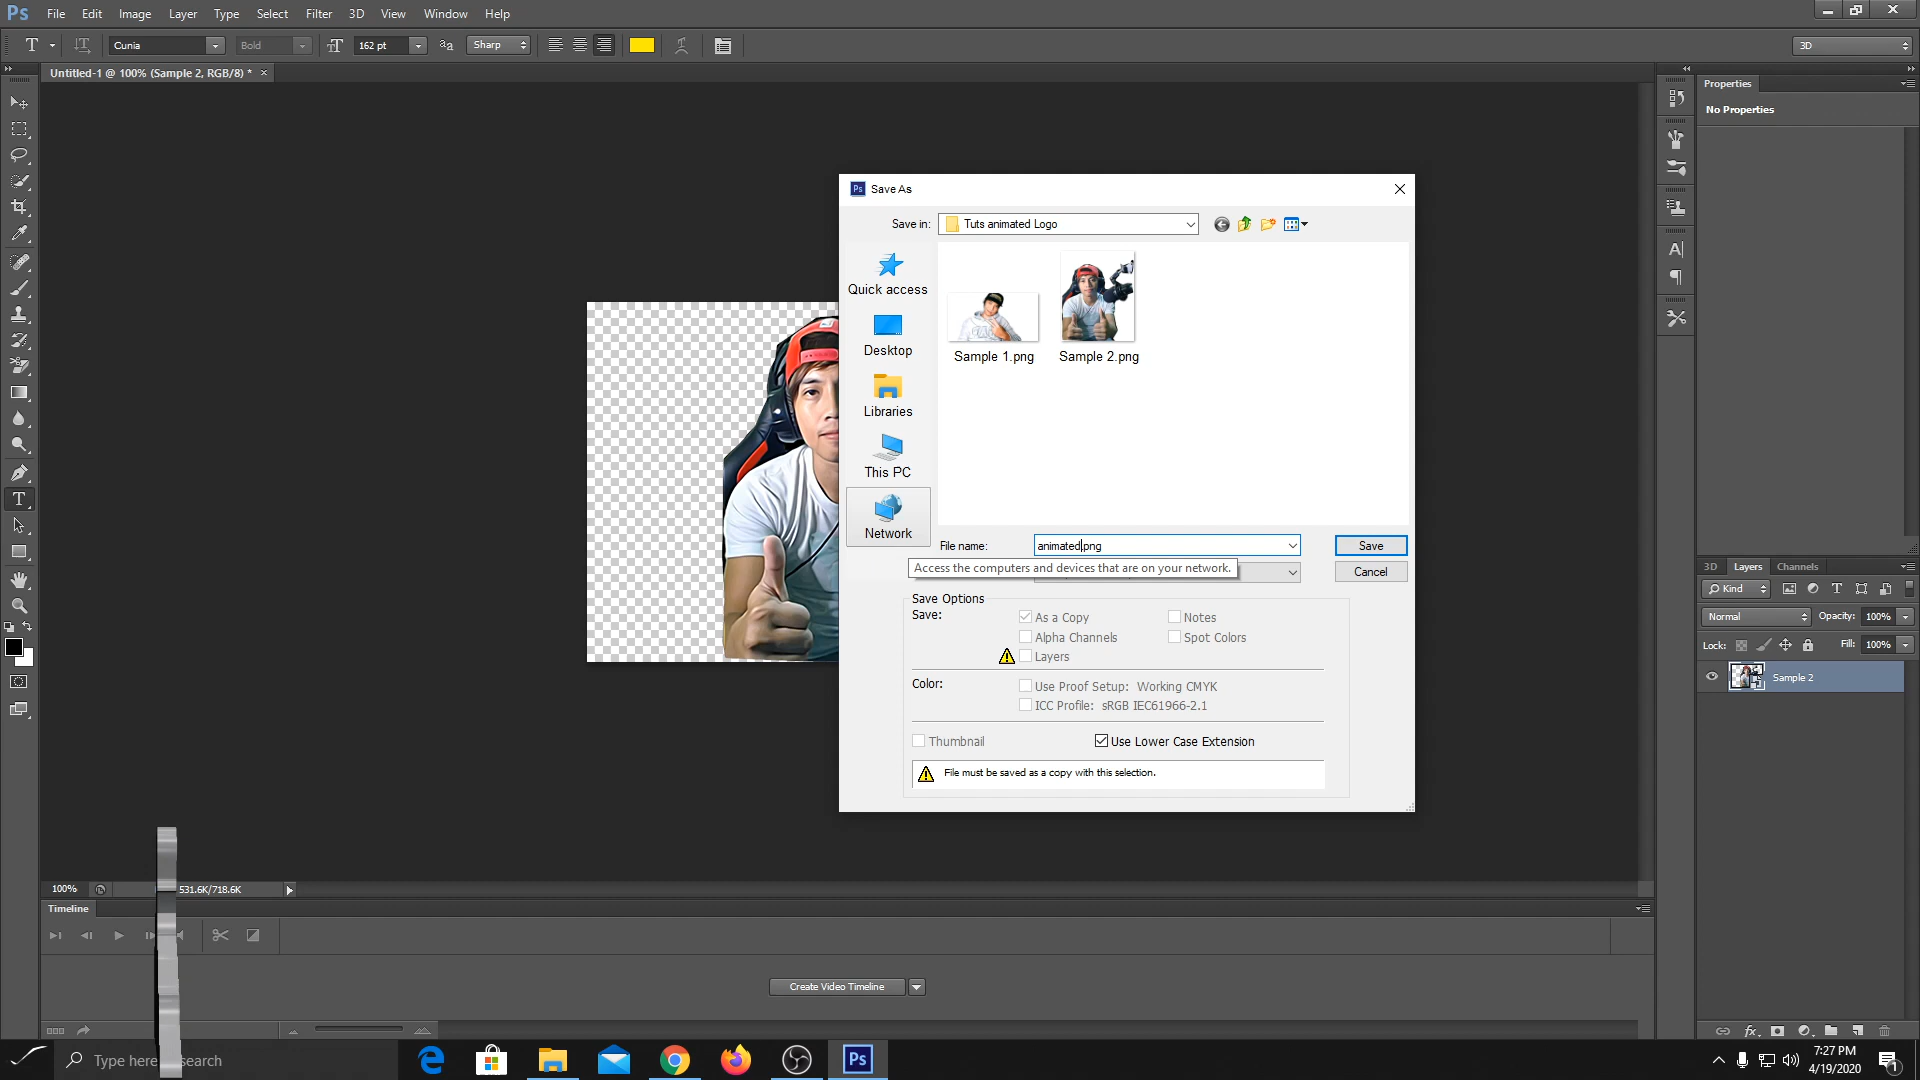 Ps File Edit Image Layer Type Select Filter 3D View Window Help
T Cunia Bold 162 pt Sharp 3D
Untitled-1 @ 100% (Sample 2, RGB/8) * ×
Properties
No Properties
Save As
Save in: Tuts animated Logo
Quick access
Desktop
Libraries
This PC
Network
Sample 1.png
Sample 2.png
File name: animated.png Save
Access the computers and devices that are on your network.
Cancel
Save Options
Save:
As a Copy
Notes
Alpha Channels
Spot Colors
Layers
Color:
Use Proof Setup: Working CMYK
ICC Profile: sRGB IEC61966-2.1
Thumbnail
Use Lower Case Extension
File must be saved as a copy with this selection.
3D Layers Channels
Kind
Normal Opacity: 100%
Lock: Fill: 100%
Sample 2
100% 531.6K/718.6K
Timeline
Create Video Timeline
Type here search
Ps
7:27 PM
4/19/2020
1